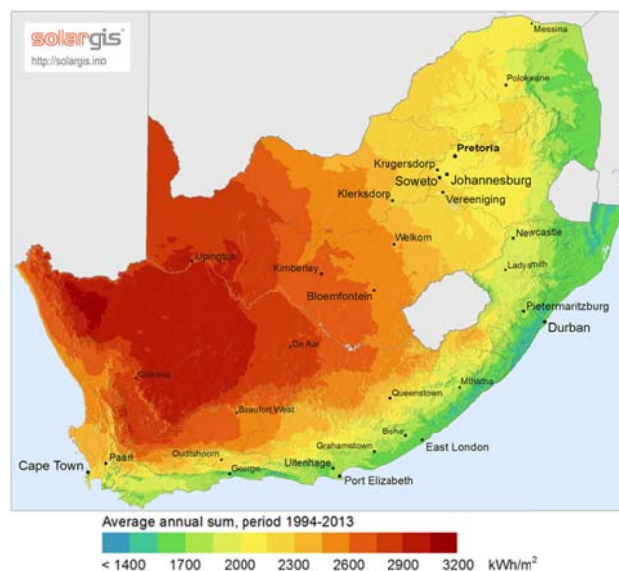 solargis
http://solargis.info
Messina
Polokwane
Pretoria
Krugersdorp
Soweto
Johannesburg
Klerksdorp
Vereeniging
Welkom
Newcastle
Upington
Kimberley
Ladysmith
Bloemfontein
Pietermaritzburg
Durban
De Aar
Calvinia
Queenstown
Mthatha
Beaufort West
Bisho
East London
Grahamstown
Oudtshoorn
Paarl
Cape Town
George
Uitenhage
Port Elizabeth
Average annual sum, period 1994-2013
< 1400 1700 2000 2300 2600 2900 3200 kWh/m²